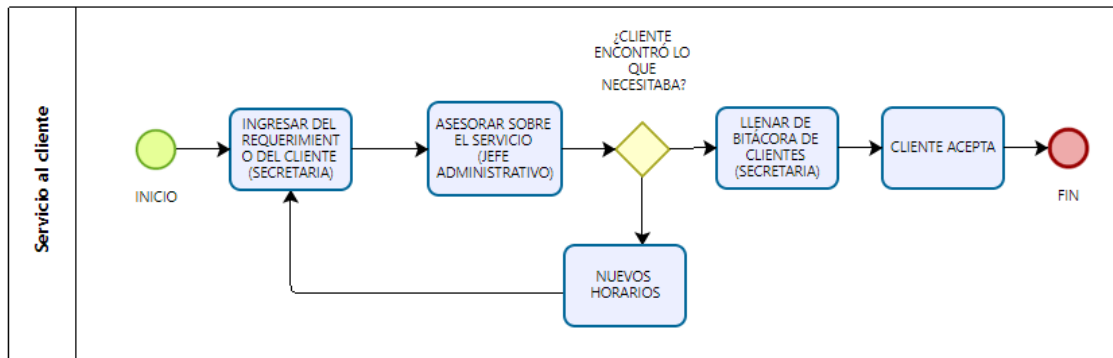 Servicio al cliente
INICIO
INGRESAR DEL
REQUERIMIENT
O DEL CLIENTE
(SECRETARIA)
ASESORAR SOBRE
EL SERVICIO
(JEFE
ADMINISTRATIVO)
¿CLIENTE
ENCONTRÓ LO
QUE
NECESITABA?
LLENAR DE
BITÁCORA DE
CLIENTES
(SECRETARIA)
CLIENTE ACEPTA
FIN
NUEVOS
HORARIOS